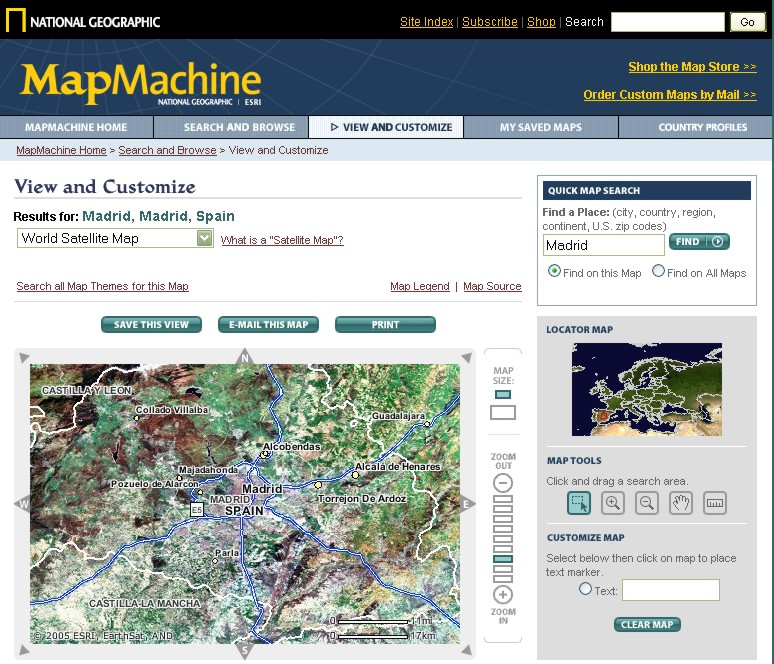 NATIONAL GEOGRAPHIC
Site Index | Subscribe | Shop | Search
Go
MapMachine
NATIONAL GEOGRAPHIC | ESRI
Shop the Map Store >>
Order Custom Maps by Mail >>
MAPMACHINE HOME
SEARCH AND BROWSE
VIEW AND CUSTOMIZE
MY SAVED MAPS
COUNTRY PROFILES
MapMachine Home > Search and Browse > View and Customize
View and Customize
Results for: Madrid, Madrid, Spain
World Satellite Map
What is a "Satellite Map"?
Search all Map Themes for this Map
Map Legend | Map Source
SAVE THIS VIEW
E-MAIL THIS MAP
PRINT
N
CASTILLA Y LEON
Collado Villalba
Guadalajara
Alcobendas
Majadahonda
Alcala de Henares
Pozuelo de Alarcon
Madrid
MADRID
Torrejon De Ardoz
W
E
E5
SPAIN
Parla
CASTILLA-LA MANCHA
0 11mi
0 17km
© 2005 ESRI, EarthSat, AND
S
MAP
SIZE:
ZOOM
OUT
ZOOM
IN
QUICK MAP SEARCH
Find a Place: (city, country, region,
continent, U.S. zip codes)
Madrid
FIND
Find on this Map
Find on All Maps
LOCATOR MAP
MAP TOOLS
Click and drag a search area.
CUSTOMIZE MAP
Select below then click on map to place
text marker.
Text:
CLEAR MAP